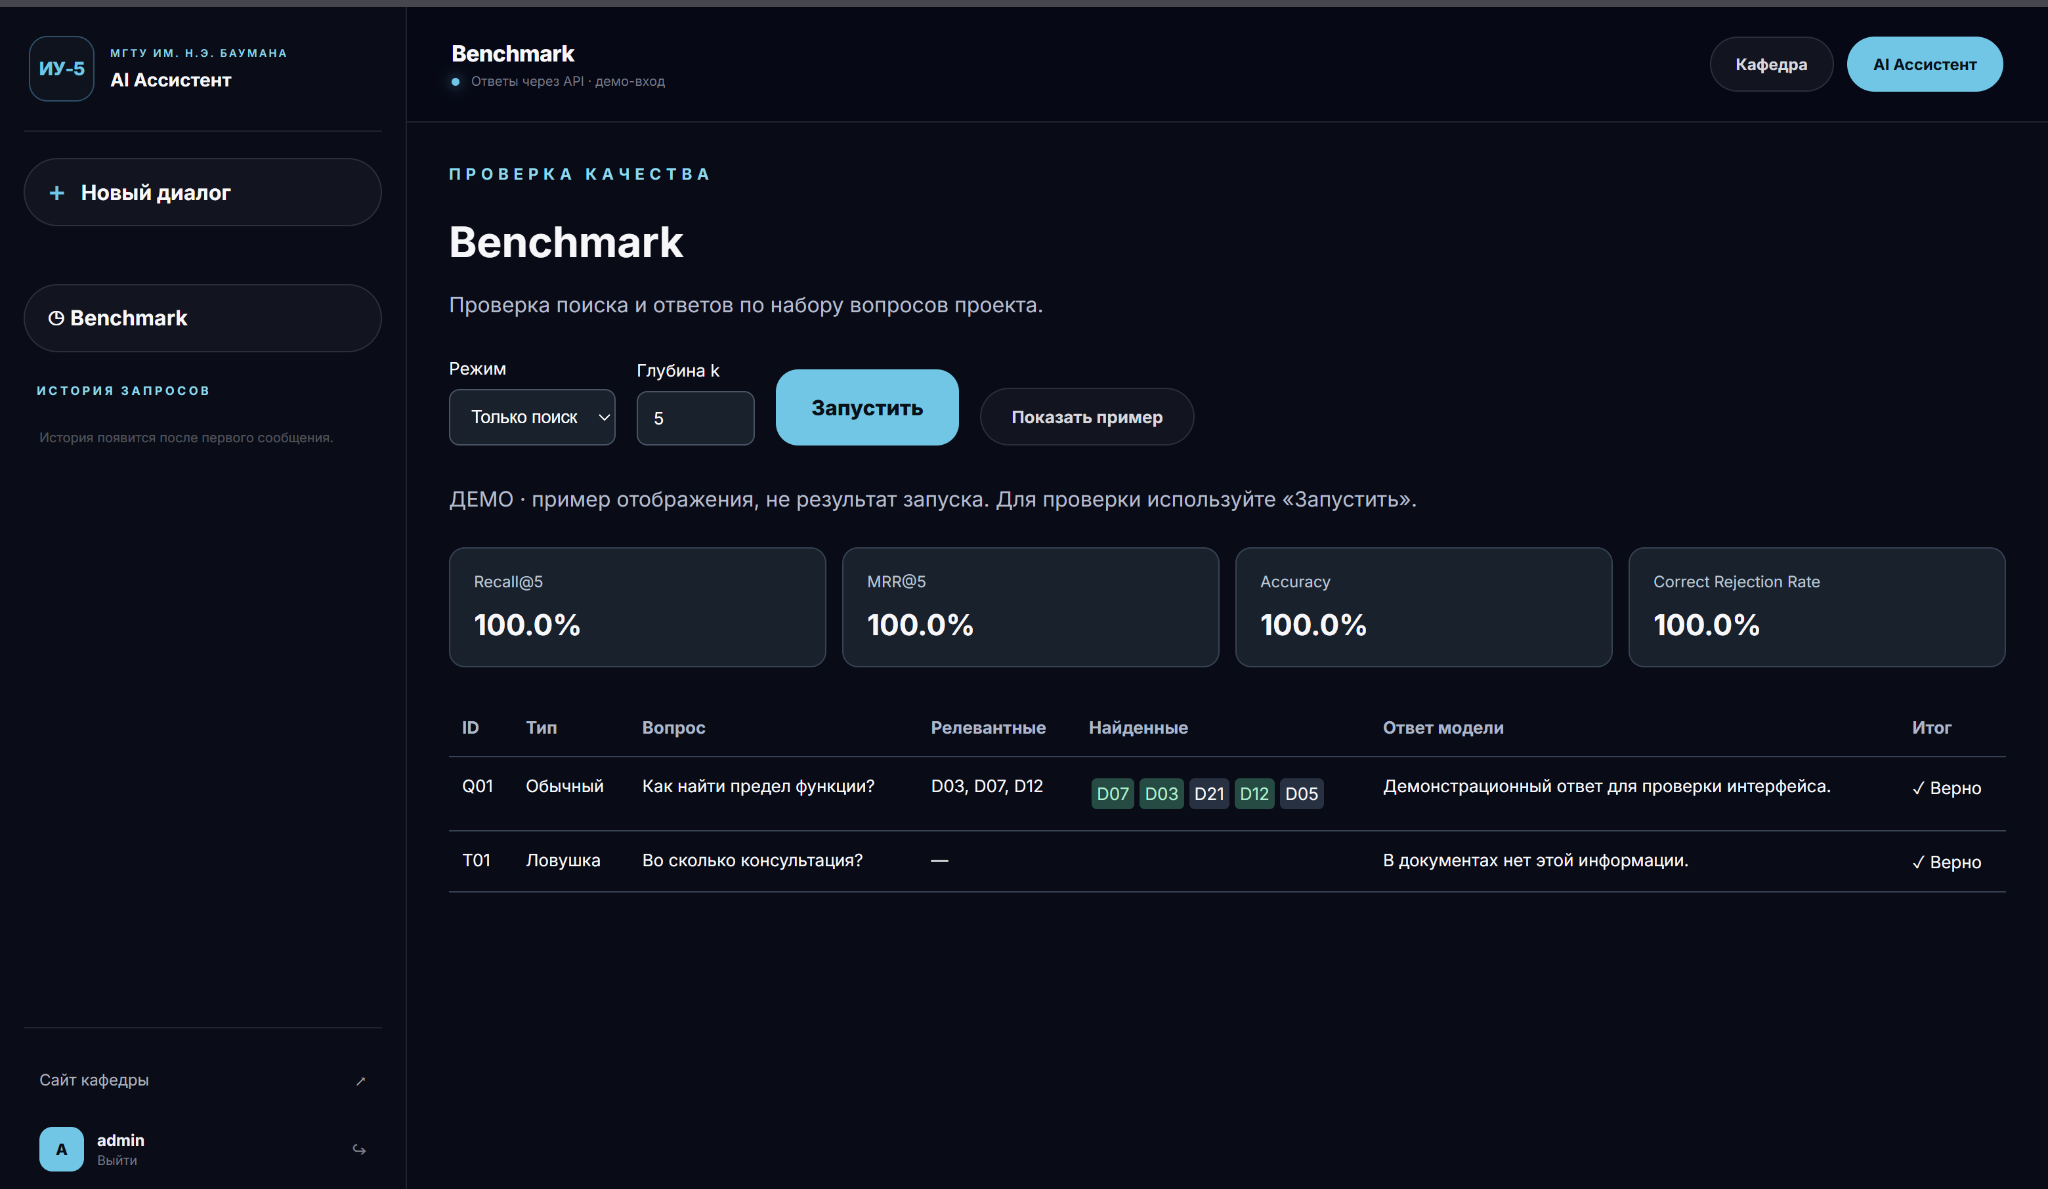 ИУ-5
МГТУ ИМ. Н.Э. БАУМАНА
AI Ассистент
+ Новый диалог
Benchmark
ИСТОРИЯ ЗАПРОСОВ
История появится после первого сообщения.
Сайт кафедры ↗
A
admin
Выйти
Benchmark
Ответы через API · демо-вход
Кафедра
AI Ассистент
ПРОВЕРКА КАЧЕСТВА
Benchmark
Проверка поиска и ответов по набору вопросов проекта.
Режим
Только поиск
Глубина k
5
Запустить
Показать пример
ДЕМО · пример отображения, не результат запуска. Для проверки используйте «Запустить».
Recall@5
100.0%
MRR@5
100.0%
Accuracy
100.0%
Correct Rejection Rate
100.0%
ID Тип Вопрос Релевантные Найденные Ответ модели Итог
Q01 Обычный Как найти предел функции? D03, D07, D12 D07 D03 D21 D12 D05 Демонстрационный ответ для проверки интерфейса. ✓ Верно
T01 Ловушка Во сколько консультация? — В документах нет этой информации. ✓ Верно